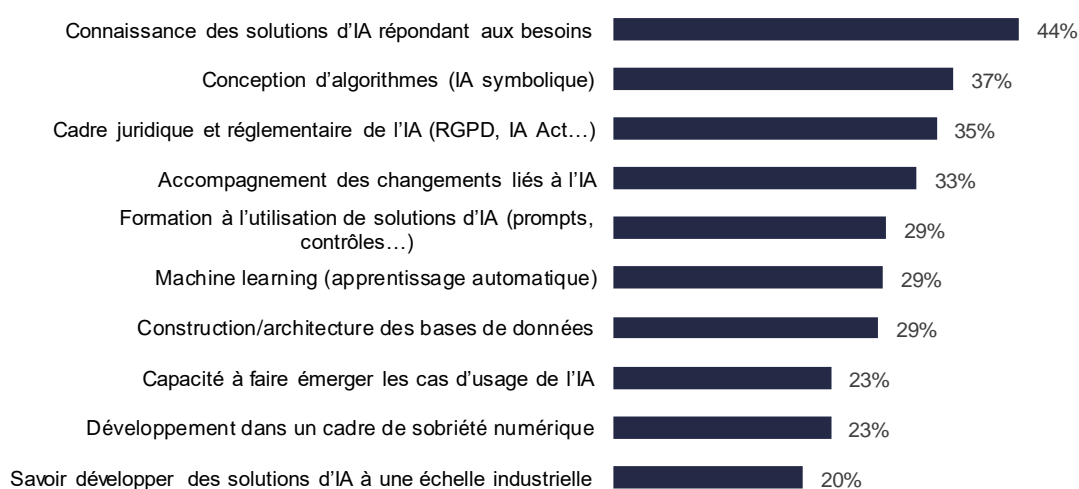 Connaissance des solutions d'IA répondant aux besoins 44%
Conception d'algorithmes (IA symbolique) 37%
Cadre juridique et réglementaire de l'IA (RGPD, IA Act…) 35%
Accompagnement des changements liés à l'IA 33%
Formation à l'utilisation de solutions d'IA (prompts,
contrôles…) 29%
Machine learning (apprentissage automatique) 29%
Construction/architecture des bases de données 29%
Capacité à faire émerger les cas d'usage de l'IA 23%
Développement dans un cadre de sobriété numérique 23%
Savoir développer des solutions d'IA à une échelle industrielle 20%